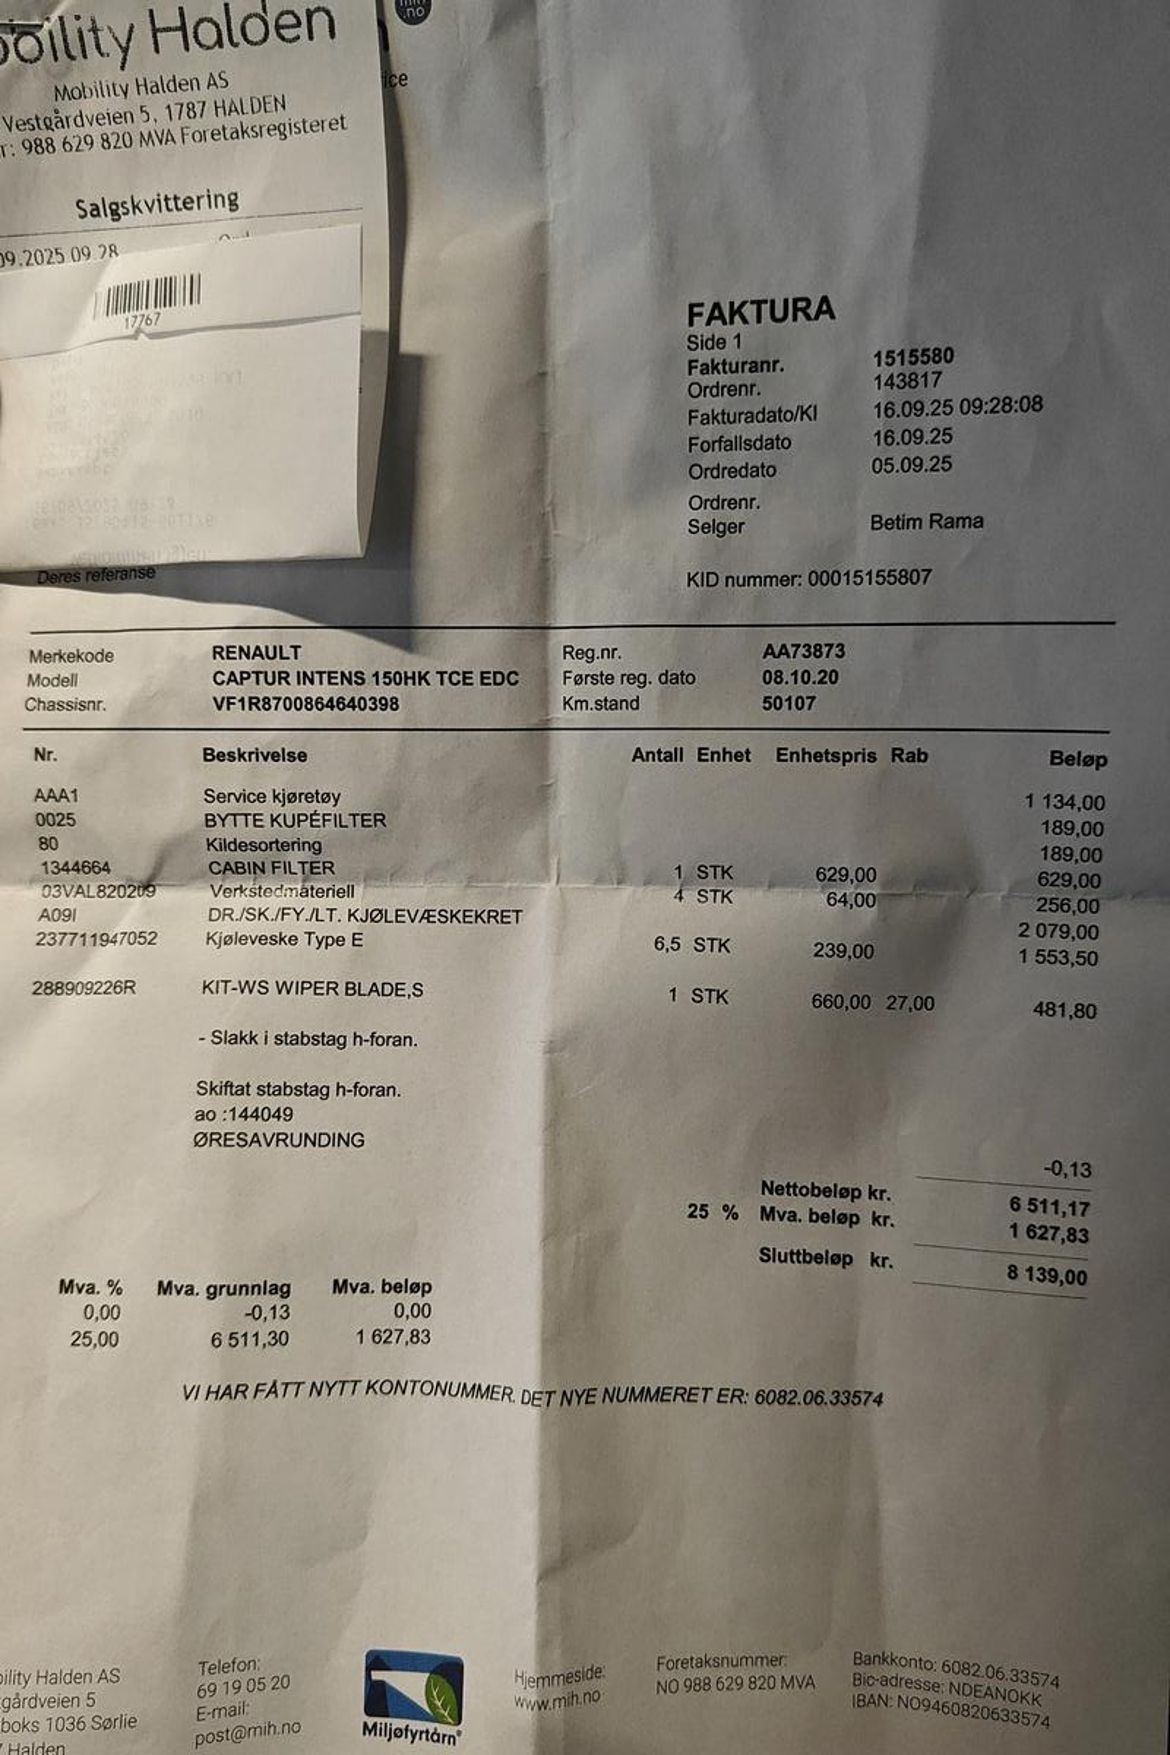 bility Halden
Mobility Halden AS
Vestgårdveien 5, 1787 HALDEN
r: 988 629 820 MVA Foretaksregisteret
Salgskvittering
09.2025 09.28
17767
.no
ice
FAKTURA
Side 1
Fakturanr. 1515580
Ordrenr. 143817
Fakturadato/Kl 16.09.25 09:28:08
Forfallsdato 16.09.25
Ordredato 05.09.25
Ordrenr.
Selger Betim Rama
Deres referanse
KID nummer: 00015155807
Merkekode RENAULT Reg.nr. AA73873
Modell CAPTUR INTENS 150HK TCE EDC Første reg. dato 08.10.20
Chassisnr. VF1R8700864640398 Km.stand 50107
Nr. Beskrivelse Antall Enhet Enhetspris Rab Beløp
AAA1 Service kjøretøy 1 134,00
0025 BYTTE KUPÉFILTER 189,00
80 Kildesortering 189,00
1344664 CABIN FILTER 1 STK 629,00 629,00
03VAL820209 Verkstedmateriell 4 STK 64,00 256,00
A09I DR./SK./FY./LT. KJØLEVÆSKEKRET 2 079,00
237711947052 Kjøleveske Type E 6,5 STK 239,00 1 553,50
288909226R KIT-WS WIPER BLADE,S 1 STK 660,00 27,00 481,80
- Slakk i stabstag h-foran.
Skiftat stabstag h-foran.
ao :144049
ØRESAVRUNDING -0,13
Nettobeløp kr. 6 511,17
25 % Mva. beløp kr. 1 627,83
Sluttbeløp kr. 8 139,00
Mva. % Mva. grunnlag Mva. beløp
0,00 -0,13 0,00
25,00 6 511,30 1 627,83
VI HAR FÅTT NYTT KONTONUMMER. DET NYE NUMMERET ER: 6082.06.33574
bility Halden AS
gårdveien 5
boks 1036 Sørlie
7 Halden
Telefon:
69 19 05 20
E-mail:
post@mih.no
Miljøfyrtårn
Hjemmeside:
www.mih.no
Foretaksnummer:
NO 988 629 820 MVA
Bankkonto: 6082.06.33574
Bic-adresse: NDEANOKK
IBAN: NO9460820633574